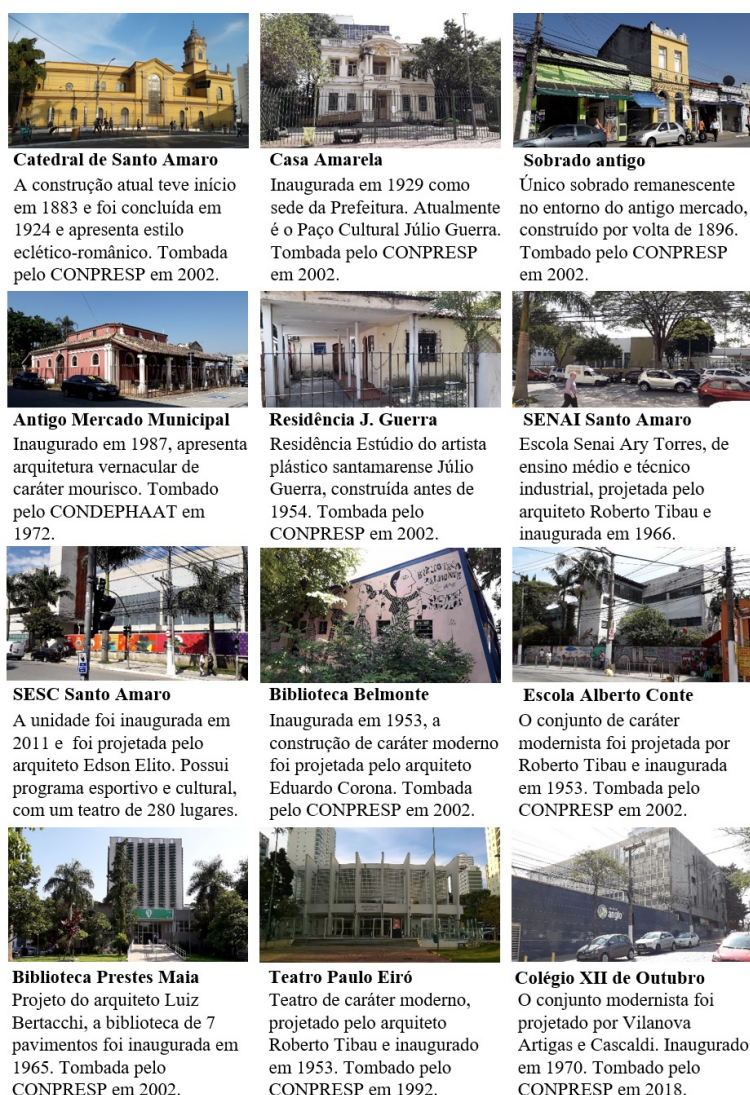 Catedral de Santo Amaro
A construção atual teve início
em 1883 e foi concluída em
1924 e apresenta estilo
eclético-românico. Tombada
pelo CONPRESP em 2002.
Casa Amarela
Inaugurada em 1929 como
sede da Prefeitura. Atualmente
é o Paço Cultural Júlio Guerra.
Tombada pelo CONPRESP
em 2002.
Sobrado antigo
Único sobrado remanescente
no entorno do antigo mercado,
construído por volta de 1896.
Tombado pelo CONPRESP
em 2002.
Antigo Mercado Municipal
Inaugurado em 1987, apresenta
arquitetura vernacular de
caráter mourisco. Tombado
pelo CONDEPHAAT em
1972.
Residência J. Guerra
Residência Estúdio do artista
plástico santamarense Júlio
Guerra, construída antes de
1954. Tombada pelo
CONPRESP em 2002.
SENAI Santo Amaro
Escola Senai Ary Torres, de
ensino médio e técnico
industrial, projetada pelo
arquiteto Roberto Tibau e
inaugurada em 1966.
SESC Santo Amaro
A unidade foi inaugurada em
2011 e foi projetada pelo
arquiteto Edson Elito. Possui
programa esportivo e cultural,
com um teatro de 280 lugares.
BIBLIOTECA
BELMONTE
Biblioteca Belmonte
Inaugurada em 1953, a
construção de caráter moderno
foi projetada pelo arquiteto
Eduardo Corona. Tombada
pelo CONPRESP em 2002.
Escola Alberto Conte
O conjunto de caráter
modernista foi projetada por
Roberto Tibau e inaugurada
em 1953. Tombada pelo
CONPRESP em 2002.
Biblioteca Prestes Maia
Projeto do arquiteto Luiz
Bertacchi, a biblioteca de 7
pavimentos foi inaugurada em
1965. Tombada pelo
CONPRESP em 2002.
Teatro Paulo Eiró
Teatro de caráter moderno,
projetado pelo arquiteto
Roberto Tibau e inaugurado
em 1953. Tombado pelo
CONPRESP em 1992.
anglo
Colégio XII de Outubro
O conjunto modernista foi
projetado por Vilanova
Artigas e Cascaldi. Inaugurado
em 1970. Tombado pelo
CONPRESP em 2018.